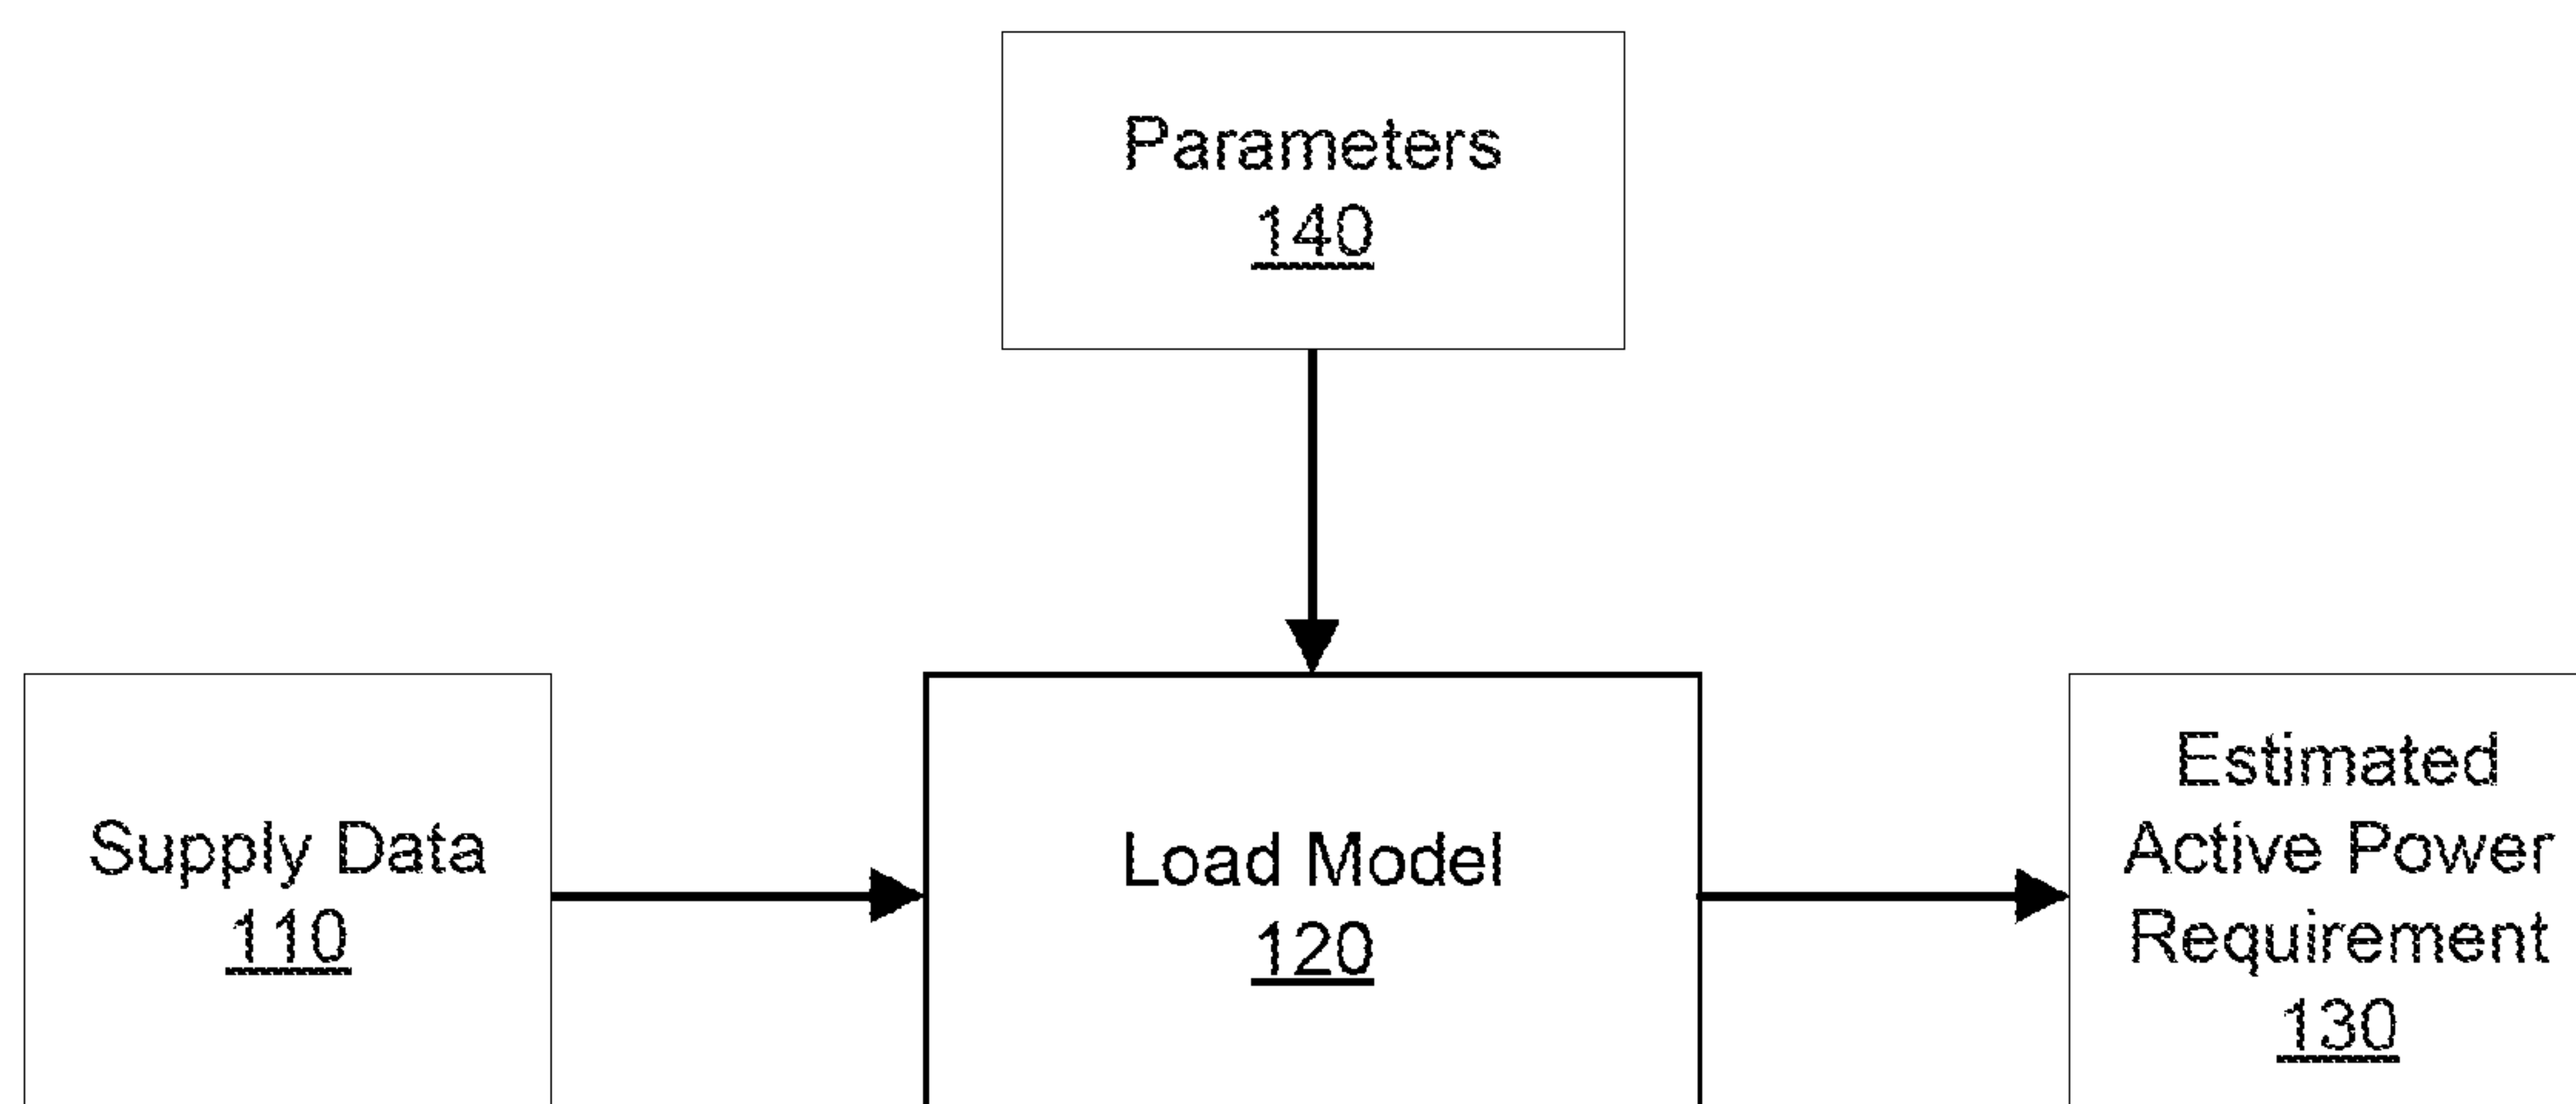 Parameters
140
Supply Data
110
Load Model
120
Estimated
Active Power
Requirement
130